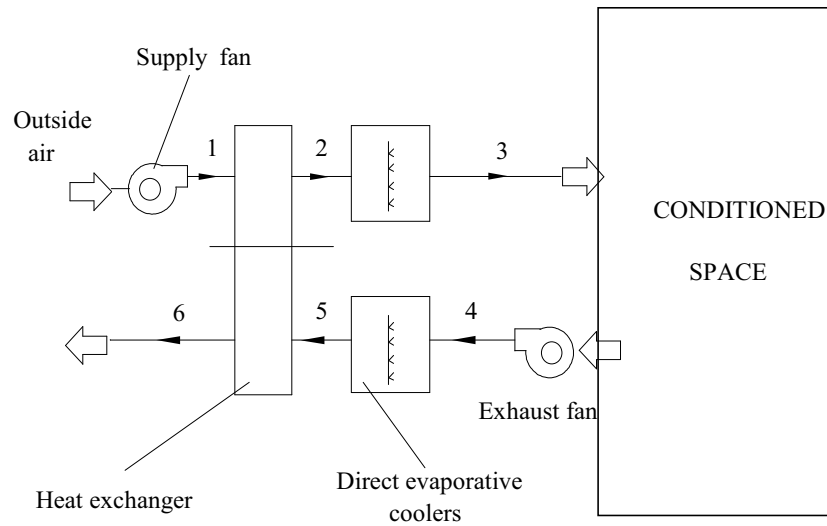 Supply fan
Outside
air
1
2
3
CONDITIONED
SPACE
6
5
4
Exhaust fan
Heat exchanger
Direct evaporative
coolers